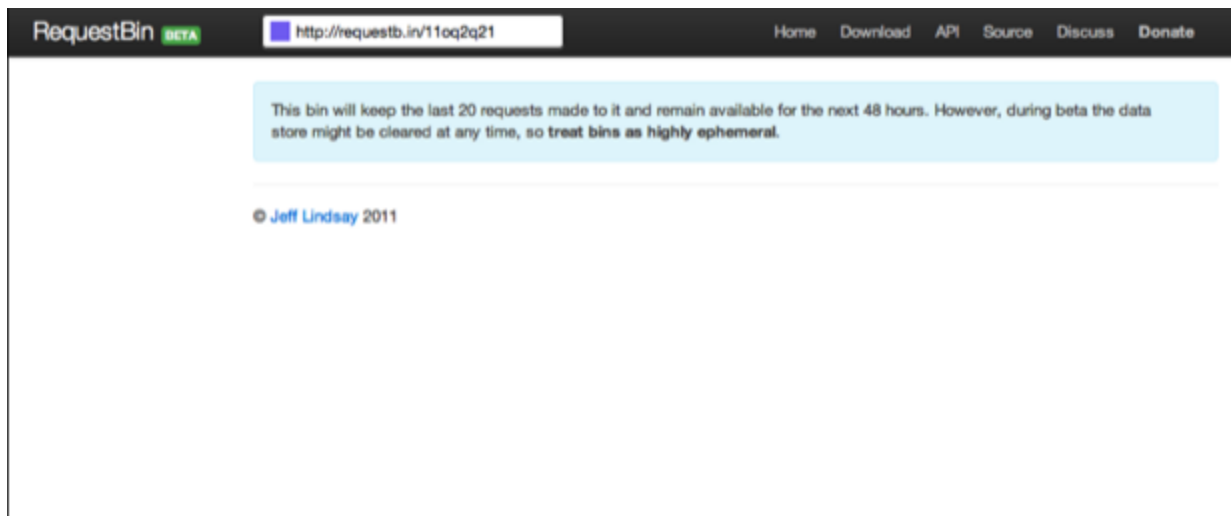 RequestBin BETA http://requestb.in/11oq2q21 Home Download API Source Discuss Donate
This bin will keep the last 20 requests made to it and remain available for the next 48 hours. However, during beta the data
store might be cleared at any time, so treat bins as highly ephemeral.
© Jeff Lindsay 2011